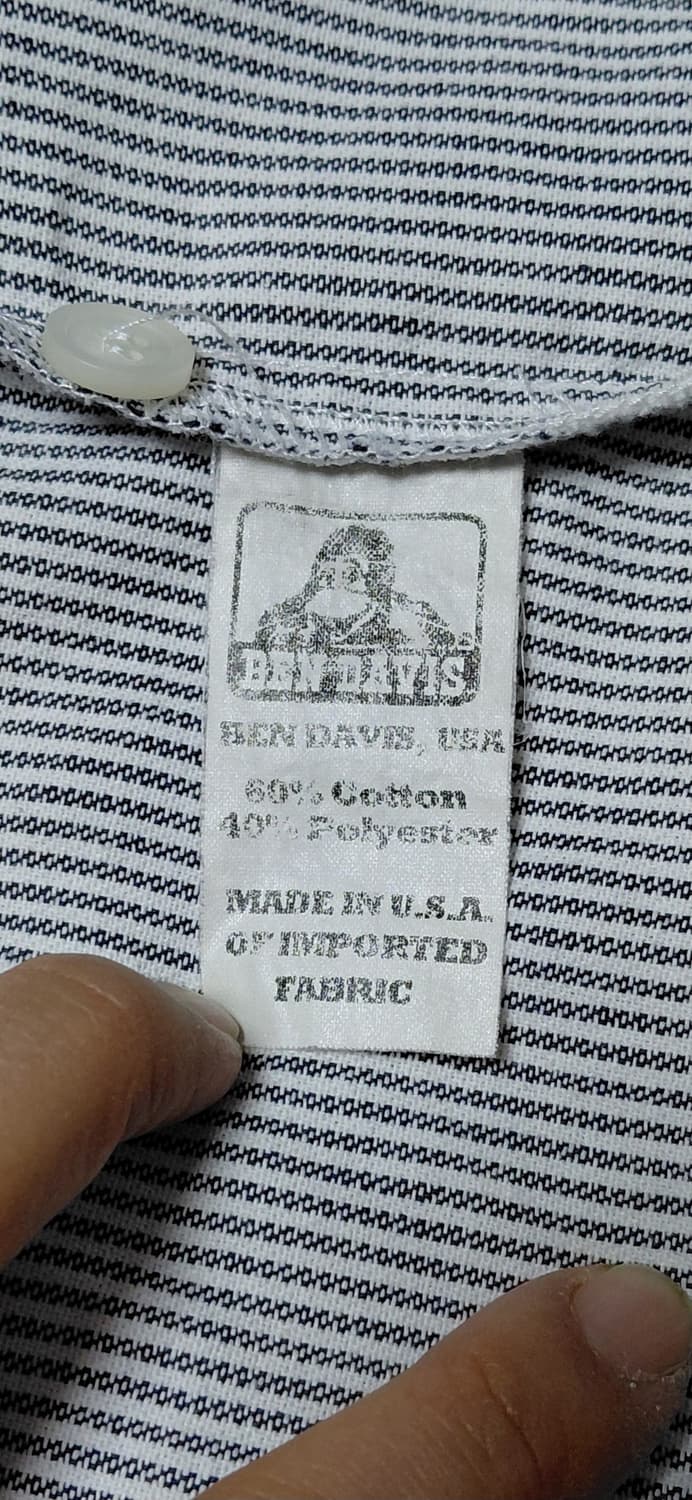 BEN DAVIS
BEN DAVIS, USA
60% Cotton
40% Polyester
MADE IN U.S.A.
OF IMPORTED
FABRIC